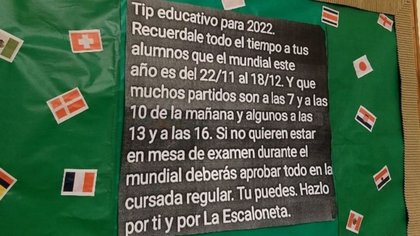 Tip educativo para 2022.
Recuerdale todo el tiempo a tus
alumnos que el mundial este
año es del 22/11 al 18/12. Y que
muchos partidos son a las 7 y a las
10 de la mañana y algunos a las
13 y a las 16. Si no quieren estar
en mesa de examen durante el
mundial deberás aprobar todo en la
cursada regular. Tu puedes. Hazlo
por ti y por La Escaloneta.